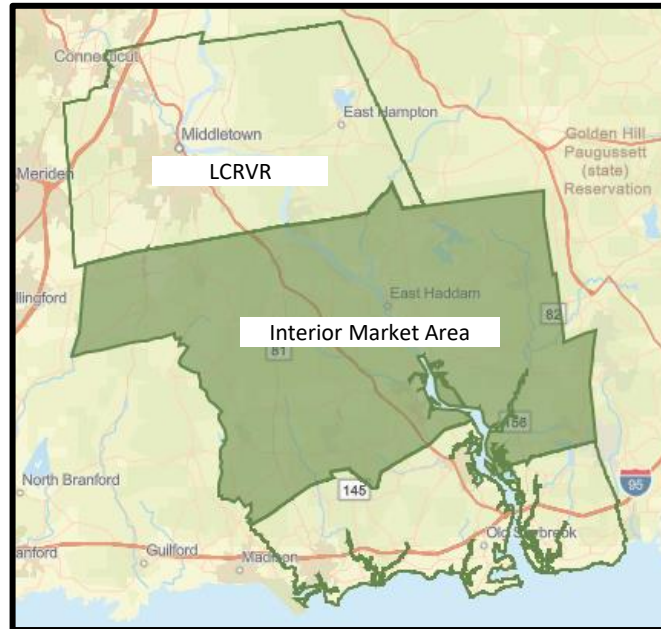 Connecticut
East Hampton
Middletown
Golden Hill
Paugussett
(state)
Reservation
LCRVR
Meriden
llingford
East Haddam
82
Interior Market Area
81
156
145
95
North Branford
Old Saybrook
anford
Guilford
Madison